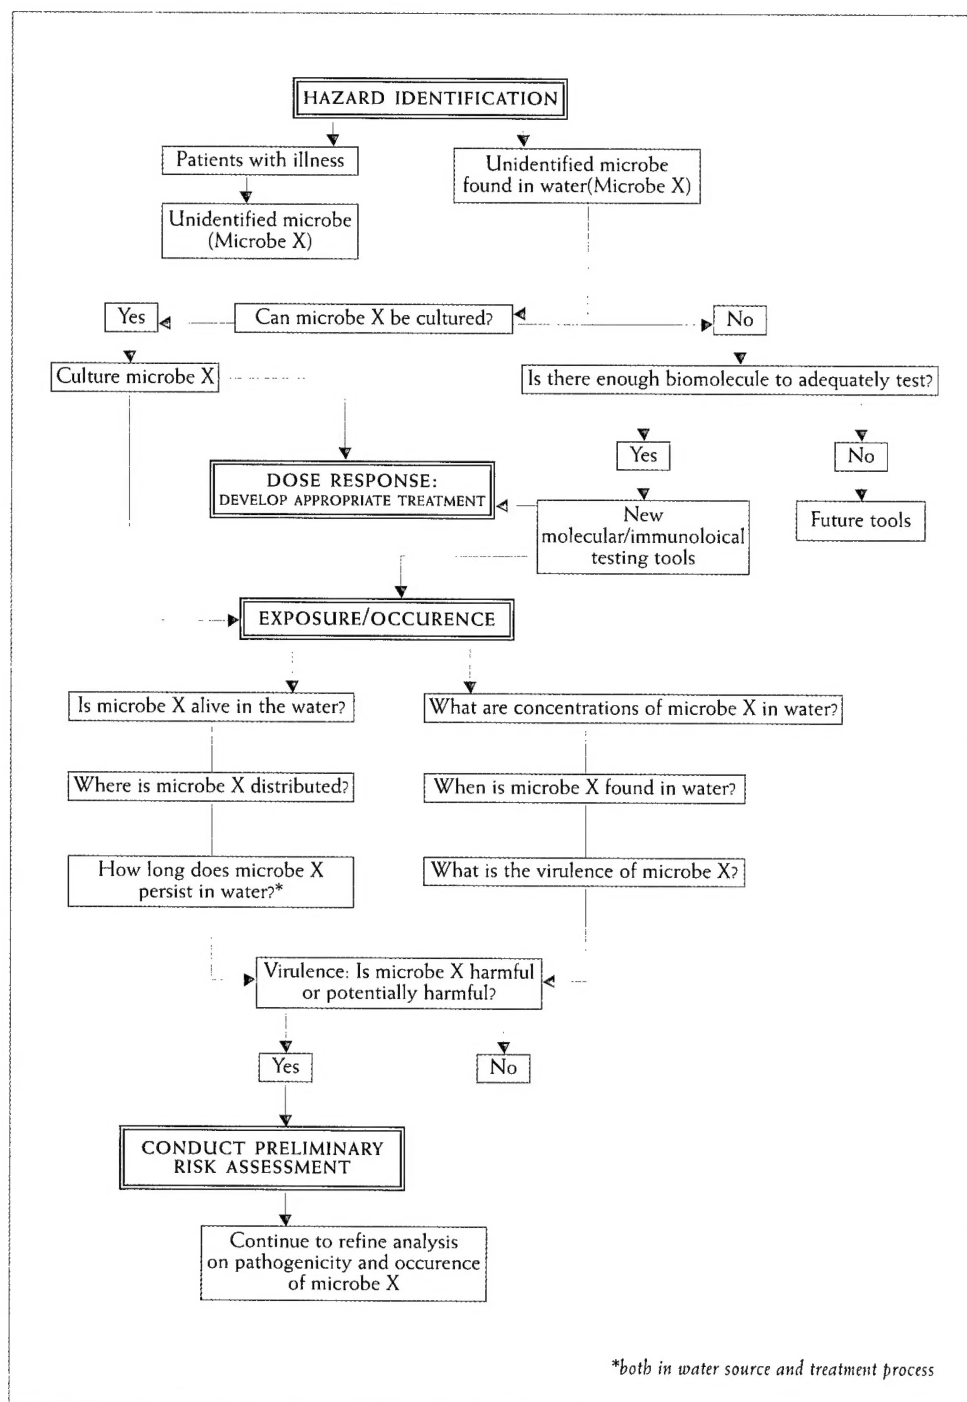 HAZARD IDENTIFICATION
Patients with illness
Unidentified microbe
found in water(Microbe X)
Unidentified microbe
(Microbe X)
Yes
Can microbe X be cultured?
No
Culture microbe X
Is there enough biomolecule to adequately test?
Yes
No
DOSE RESPONSE:
DEVELOP APPROPRIATE TREATMENT
New
molecular/immunoloical
testing tools
Future tools
EXPOSURE/OCCURENCE
Is microbe X alive in the water?
What are concentrations of microbe X in water?
Where is microbe X distributed?
When is microbe X found in water?
How long does microbe X
persist in water?*
What is the virulence of microbe X?
Virulence: Is microbe X harmful
or potentially harmful?
Yes
No
CONDUCT PRELIMINARY
RISK ASSESSMENT
Continue to refine analysis
on pathogenicity and occurence
of microbe X
*both in water source and treatment process